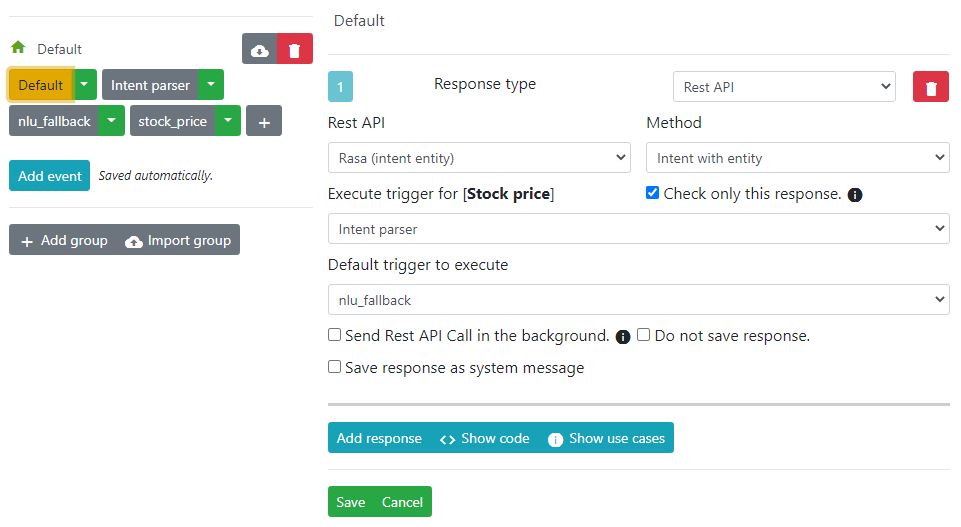 Default
Default
Intent parser
nlu_fallback
stock_price
+
Add event
Saved automatically.
+ Add group
Import group
Default
1
Response type
Rest API
Rest API
Method
Rasa (intent entity)
Intent with entity
Execute trigger for [Stock price]
Check only this response.
Intent parser
Default trigger to execute
nlu_fallback
Send Rest API Call in the background.
Do not save response.
Save response as system message
Add response
<> Show code
Show use cases
Save
Cancel